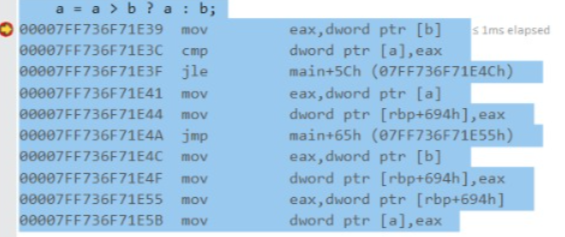 a = a > b ? a : b;
00007FF736F71E39 mov eax,dword ptr [b] ≤ 1ms elapsed
00007FF736F71E3C cmp dword ptr [a],eax
00007FF736F71E3F jle main+5Ch (07FF736F71E4Ch)
00007FF736F71E41 mov eax,dword ptr [a]
00007FF736F71E44 mov dword ptr [rbp+694h],eax
00007FF736F71E4A jmp main+65h (07FF736F71E55h)
00007FF736F71E4C mov eax,dword ptr [b]
00007FF736F71E4F mov dword ptr [rbp+694h],eax
00007FF736F71E55 mov eax,dword ptr [rbp+694h]
00007FF736F71E5B mov dword ptr [a],eax